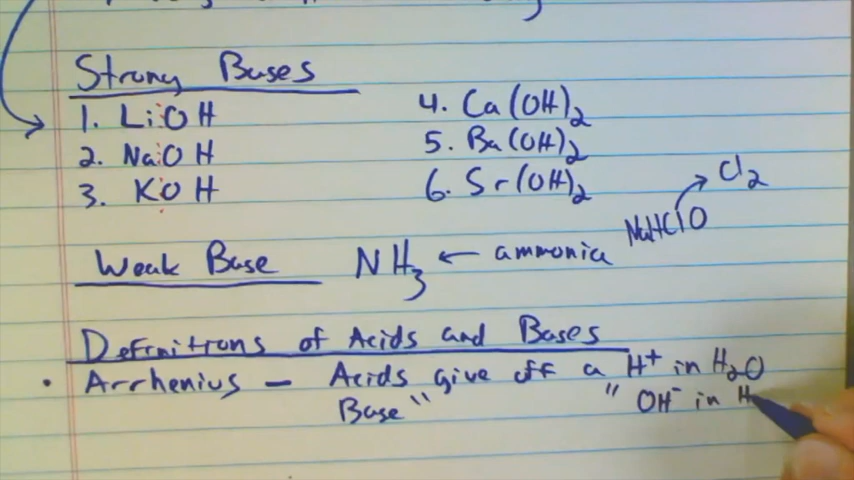 Strong Bases
1. LiOH
4. Ca(OH)₂
2. NaOH
5. Ba(OH)₂
3. KOH
6. Sr(OH)₂
Cl₂
NaHClO
Weak Base NH₃ ← ammonia
Definitions of Acids and Bases
• Arrhenius – Acids give off a H⁺ in H₂O
Base " " OH⁻ in H